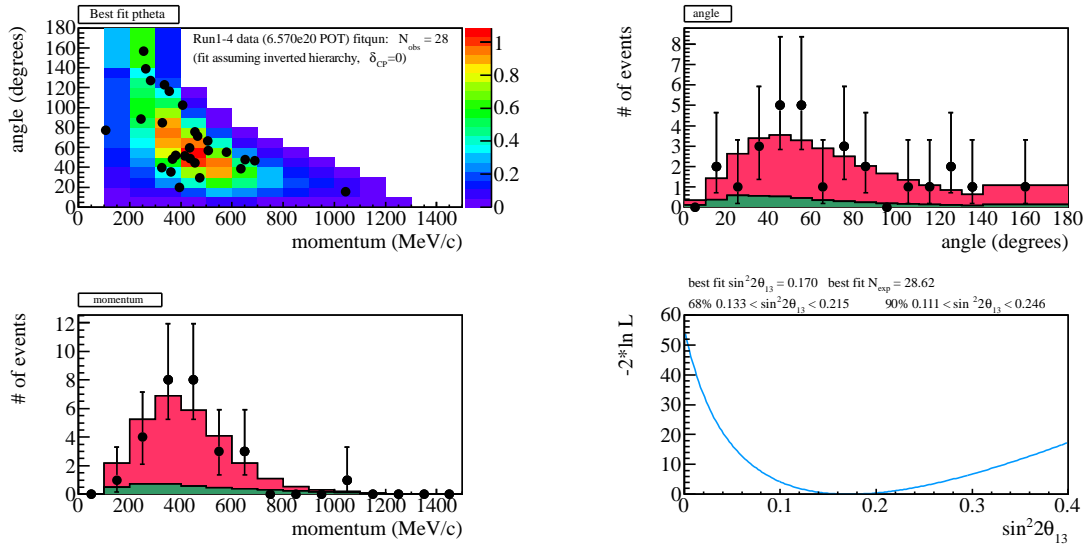 Best fit ptheta
Run1-4 data (6.570e20 POT) fitqun: N_obs = 28
(fit assuming inverted hierarchy, δ_CP=0)
angle (degrees)
180
160
140
120
100
80
60
40
20
0
0 200 400 600 800 1000 1200 1400
momentum (MeV/c)
1
0.8
0.6
0.4
0.2
0
angle
# of events
8
7
6
5
4
3
2
1
0
0 20 40 60 80 100 120 140 160 180
angle (degrees)
momentum
# of events
12
10
8
6
4
2
0
0 200 400 600 800 1000 1200 1400
momentum (MeV/c)
best fit sin²2θ₁₃ = 0.170 best fit N_exp = 28.62
68% 0.133 < sin²2θ₁₃ < 0.215 90% 0.111 < sin²2θ₁₃ < 0.246
-2*ln L
60
50
40
30
20
10
0
0 0.1 0.2 0.3 0.4
sin²2θ₁₃